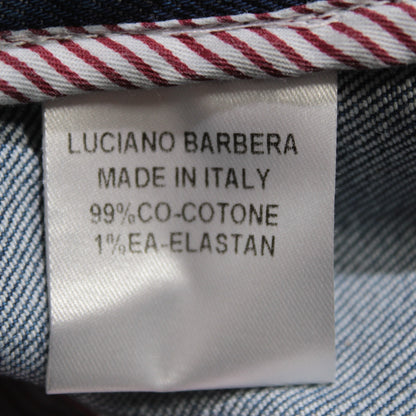 LUCIANO BARBERA
MADE IN ITALY
99%CO-COTONE
1%EA-ELASTAN